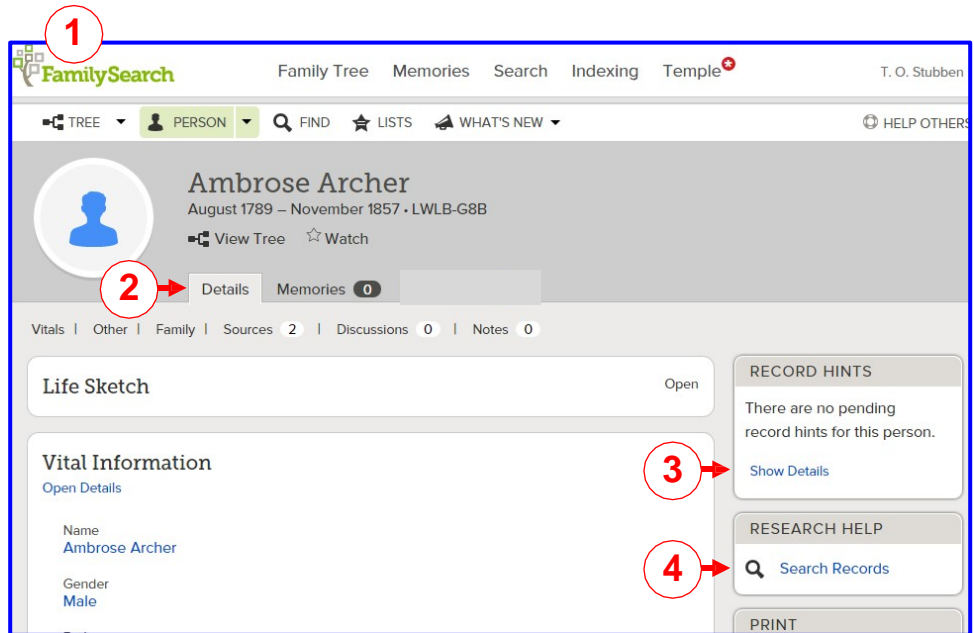 1
FamilySearch Family Tree Memories Search Indexing Temple T. O. Stubben
TREE PERSON FIND LISTS WHAT'S NEW HELP OTHERS
Ambrose Archer
August 1789 – November 1857 • LWLB-G8B
View Tree Watch
2 Details Memories 0
Vitals | Other | Family | Sources 2 | Discussions 0 | Notes 0
Life Sketch Open
Vital Information
Open Details
Name
Ambrose Archer
Gender
Male
RECORD HINTS
There are no pending
record hints for this person.
3 Show Details
RESEARCH HELP
4 Search Records
PRINT